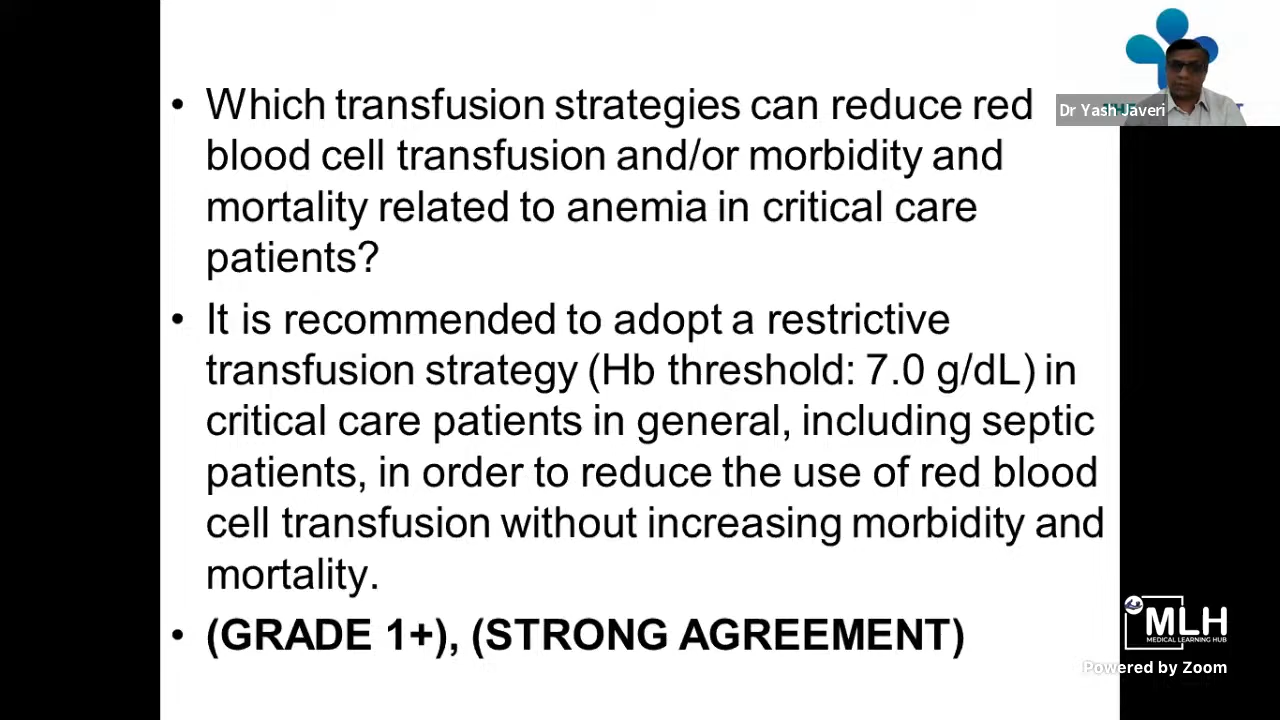 • Which transfusion strategies can reduce red
blood cell transfusion and/or morbidity and
mortality related to anemia in critical care
patients?
• It is recommended to adopt a restrictive
transfusion strategy (Hb threshold: 7.0 g/dL) in
critical care patients in general, including septic
patients, in order to reduce the use of red blood
cell transfusion without increasing morbidity and
mortality.
• (GRADE 1+), (STRONG AGREEMENT)
Dr Yash Javeri
MLH
MEDICAL LEARNING HUB
Powered by Zoom